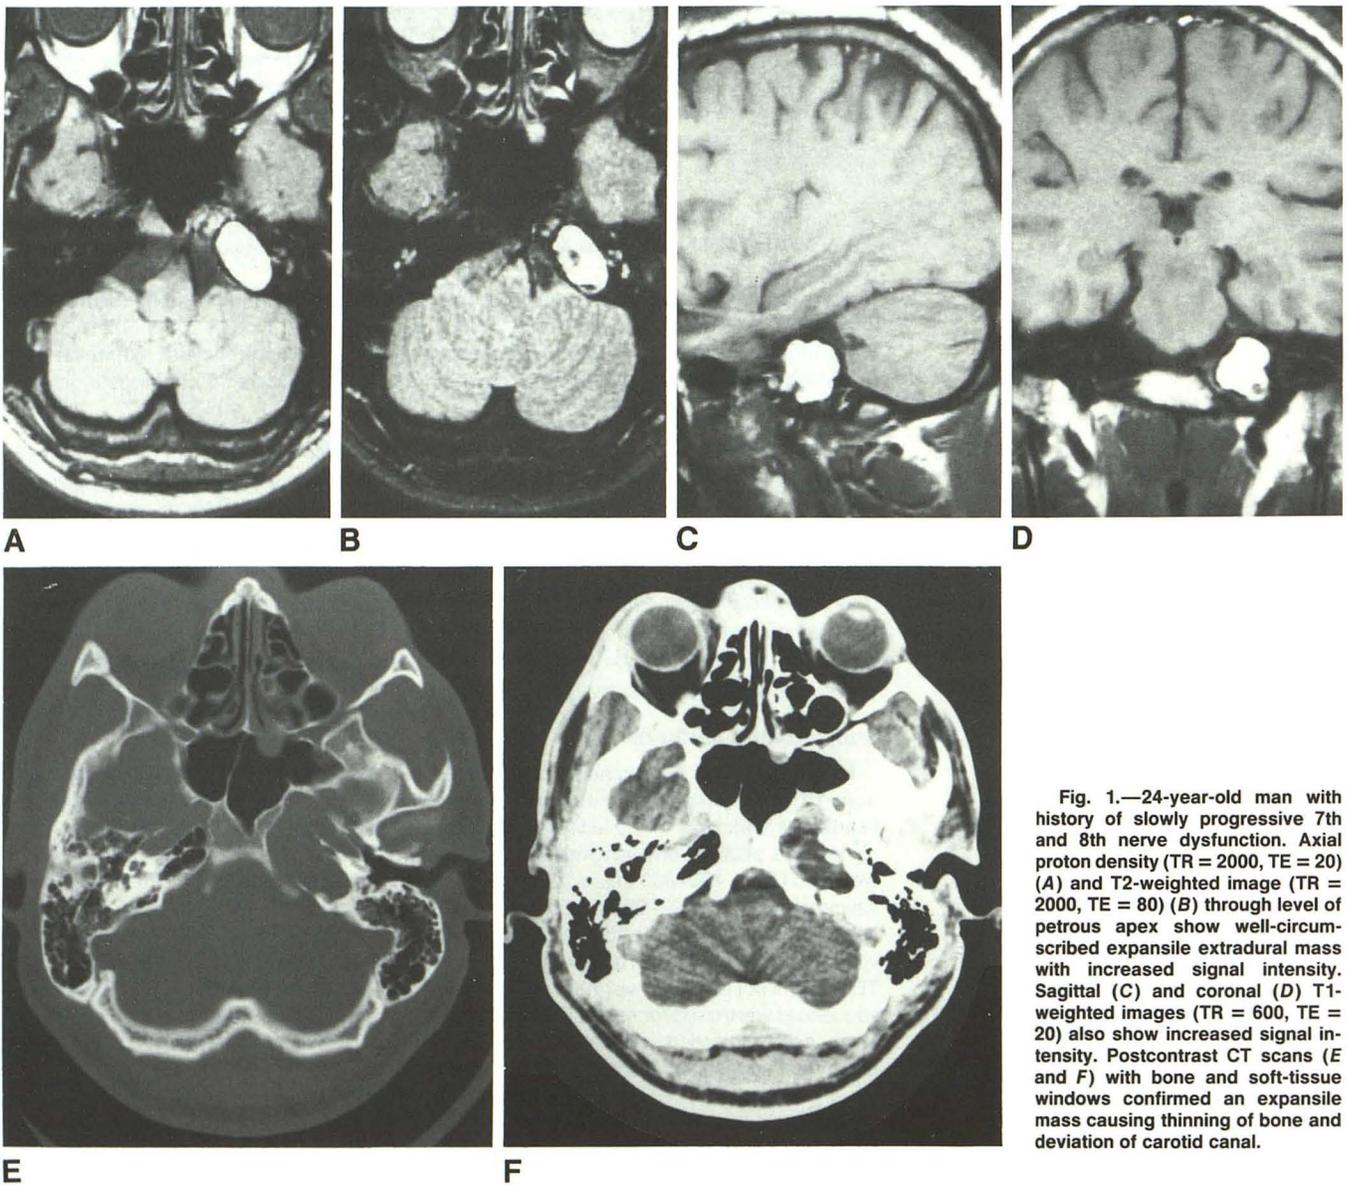 A
B
C
D
E
F
Fig. 1.—24-year-old man with
history of slowly progressive 7th
and 8th nerve dysfunction. Axial
proton density (TR = 2000, TE = 20)
(A) and T2-weighted image (TR =
2000, TE = 80) (B) through level of
petrous apex show well-circum-
scribed expansile extradural mass
with increased signal intensity.
Sagittal (C) and coronal (D) T1-
weighted images (TR = 600, TE =
20) also show increased signal in-
tensity. Postcontrast CT scans (E
and F) with bone and soft-tissue
windows confirmed an expansile
mass causing thinning of bone and
deviation of carotid canal.